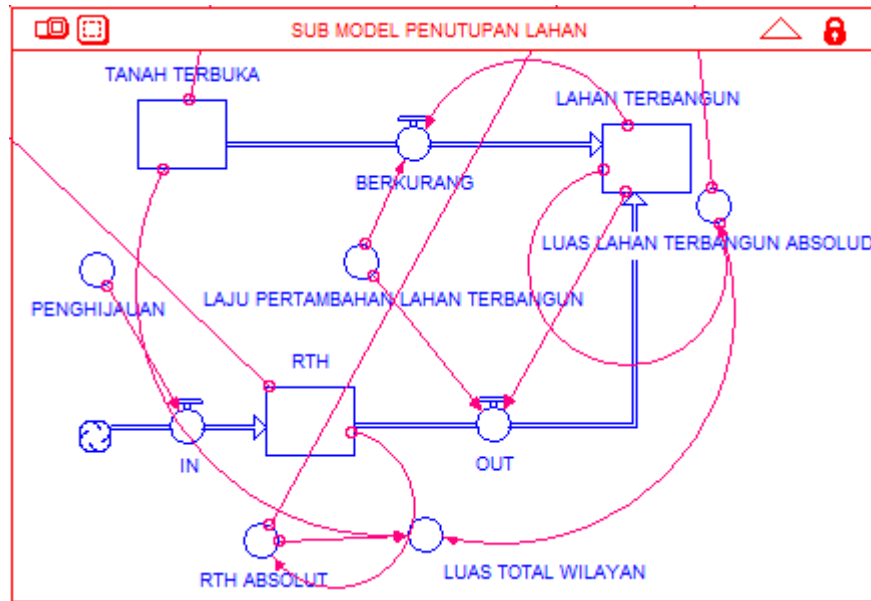 SUB MODEL PENUTUPAN LAHAN
TANAH TERBUKA
LAHAN TERBANGUN
BERKURANG
LUAS LAHAN TERBANGUN ABSOLUD
PENGHIJAUAN
LAJU PERTAMBAHAN LAHAN TERBANGUN
RTH
IN
OUT
RTH ABSOLUT
LUAS TOTAL WILAYAN